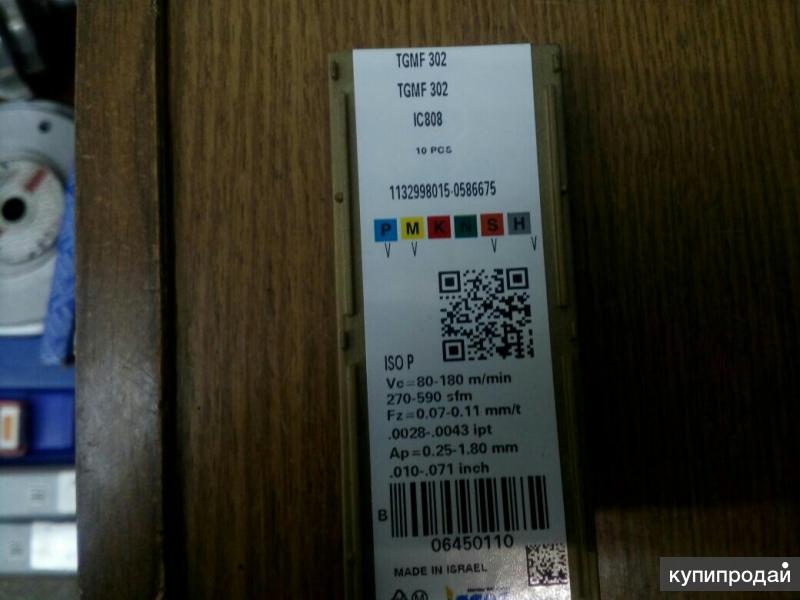 TGMF 302
TGMF 302
IC808
10 PCS
1132998015-0586675
P M K N S H
V V V V
ISO P
Vc=80-180 m/min
270-590 sfm
Fz=0.07-0.11 mm/t
.0028-.0043 ipt
Ap=0.25-1.80 mm
.010-.071 inch
B
06450110
MADE IN ISRAEL
купипродай